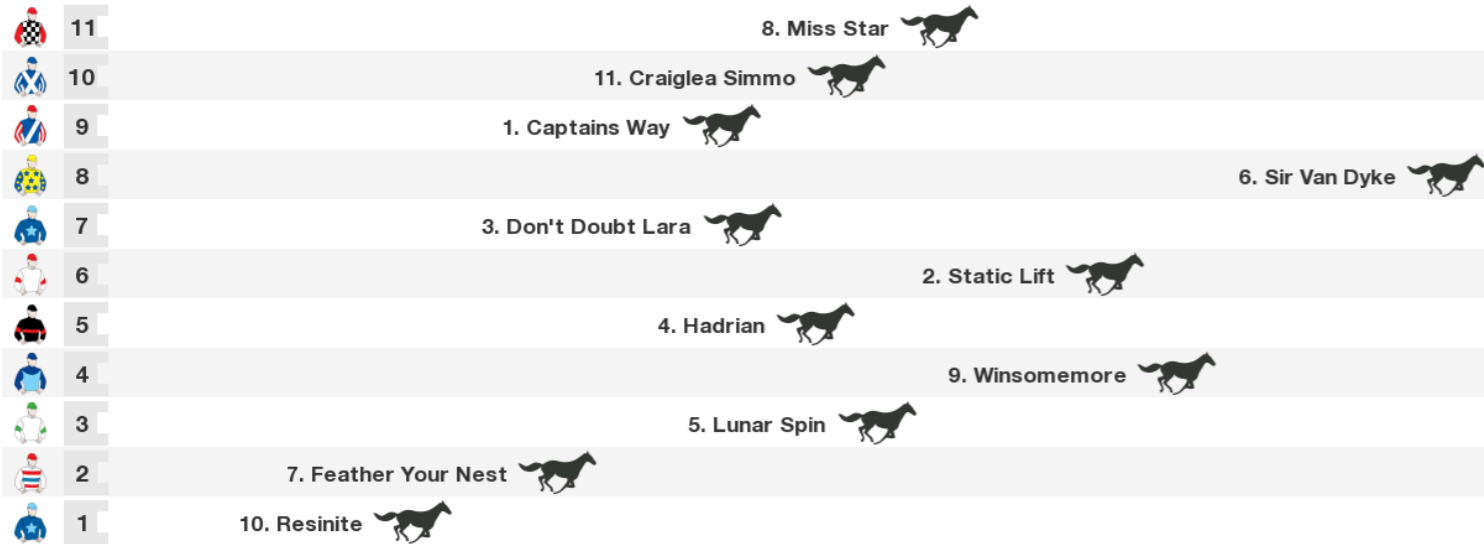 11 8. Miss Star
10 11. Craiglea Simmo
9 1. Captains Way
8 6. Sir Van Dyke
7 3. Don't Doubt Lara
6 2. Static Lift
5 4. Hadrian
4 9. Winsomemore
3 5. Lunar Spin
2 7. Feather Your Nest
1 10. Resinite